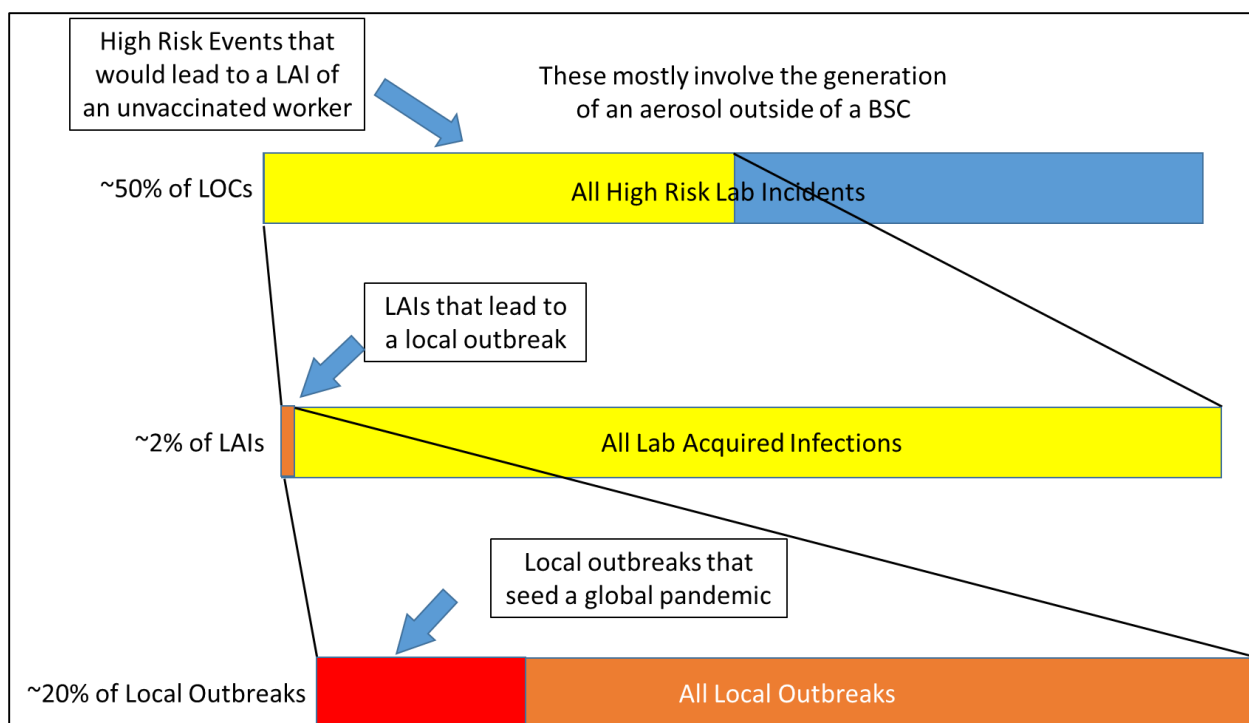 High Risk Events that
would lead to a LAI of
an unvaccinated worker
These mostly involve the generation
of an aerosol outside of a BSC
~50% of LOCs
All High Risk Lab Incidents
LAIs that lead to
a local outbreak
~2% of LAIs
All Lab Acquired Infections
Local outbreaks that
seed a global pandemic
~20% of Local Outbreaks
All Local Outbreaks